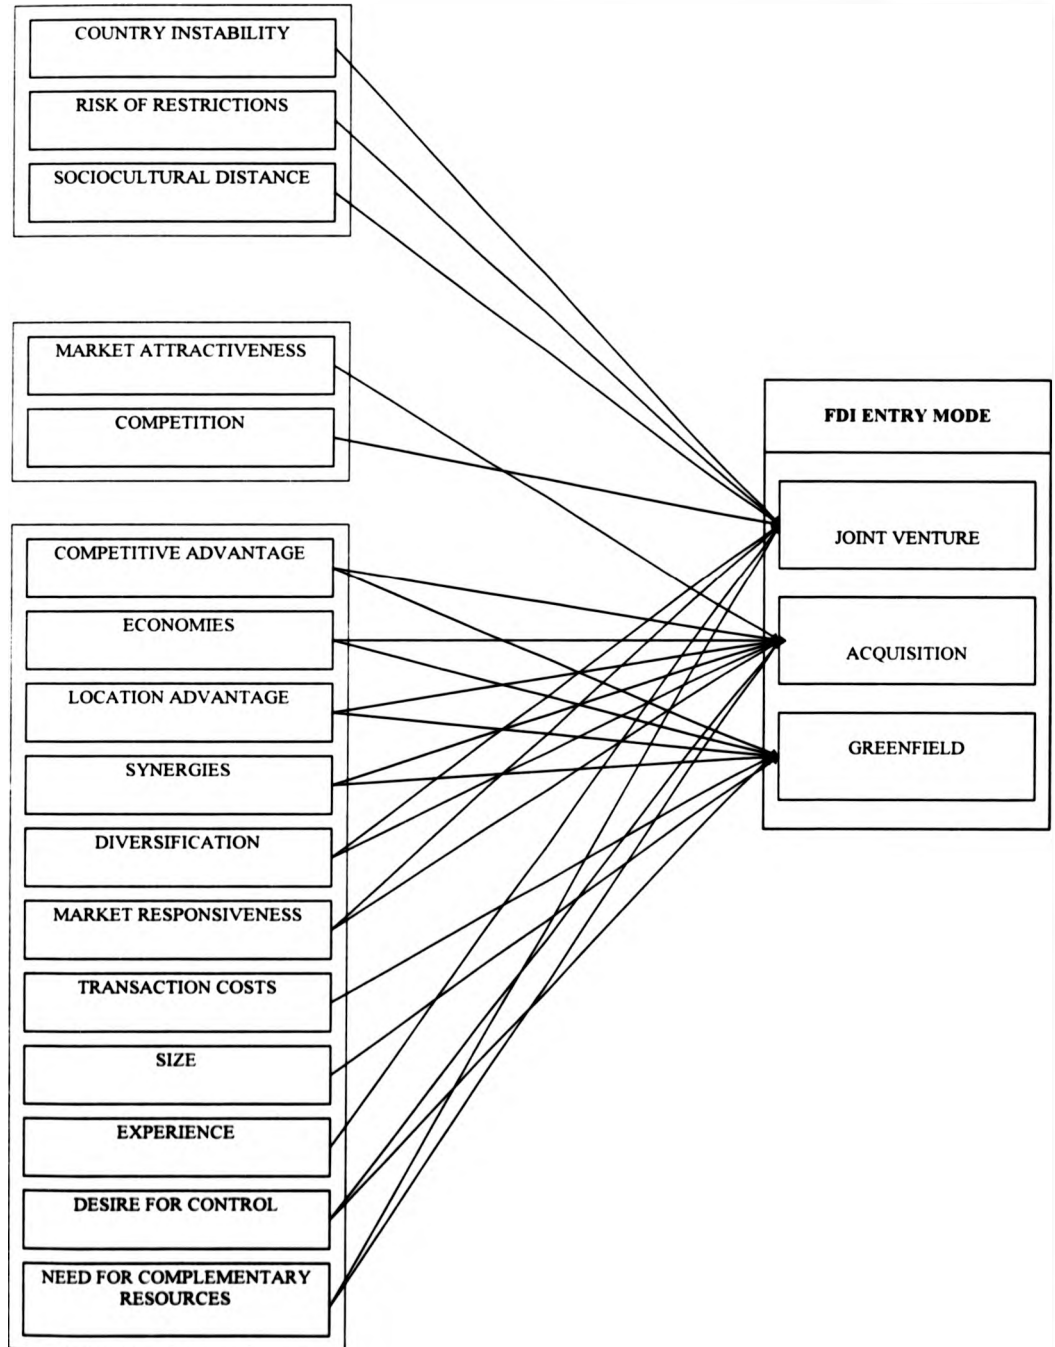 COUNTRY INSTABILITY
RISK OF RESTRICTIONS
SOCIOCULTURAL DISTANCE
MARKET ATTRACTIVENESS
COMPETITION
COMPETITIVE ADVANTAGE
ECONOMIES
LOCATION ADVANTAGE
SYNERGIES
DIVERSIFICATION
MARKET RESPONSIVENESS
TRANSACTION COSTS
SIZE
EXPERIENCE
DESIRE FOR CONTROL
NEED FOR COMPLEMENTARY
RESOURCES
FDI ENTRY MODE
JOINT VENTURE
ACQUISITION
GREENFIELD